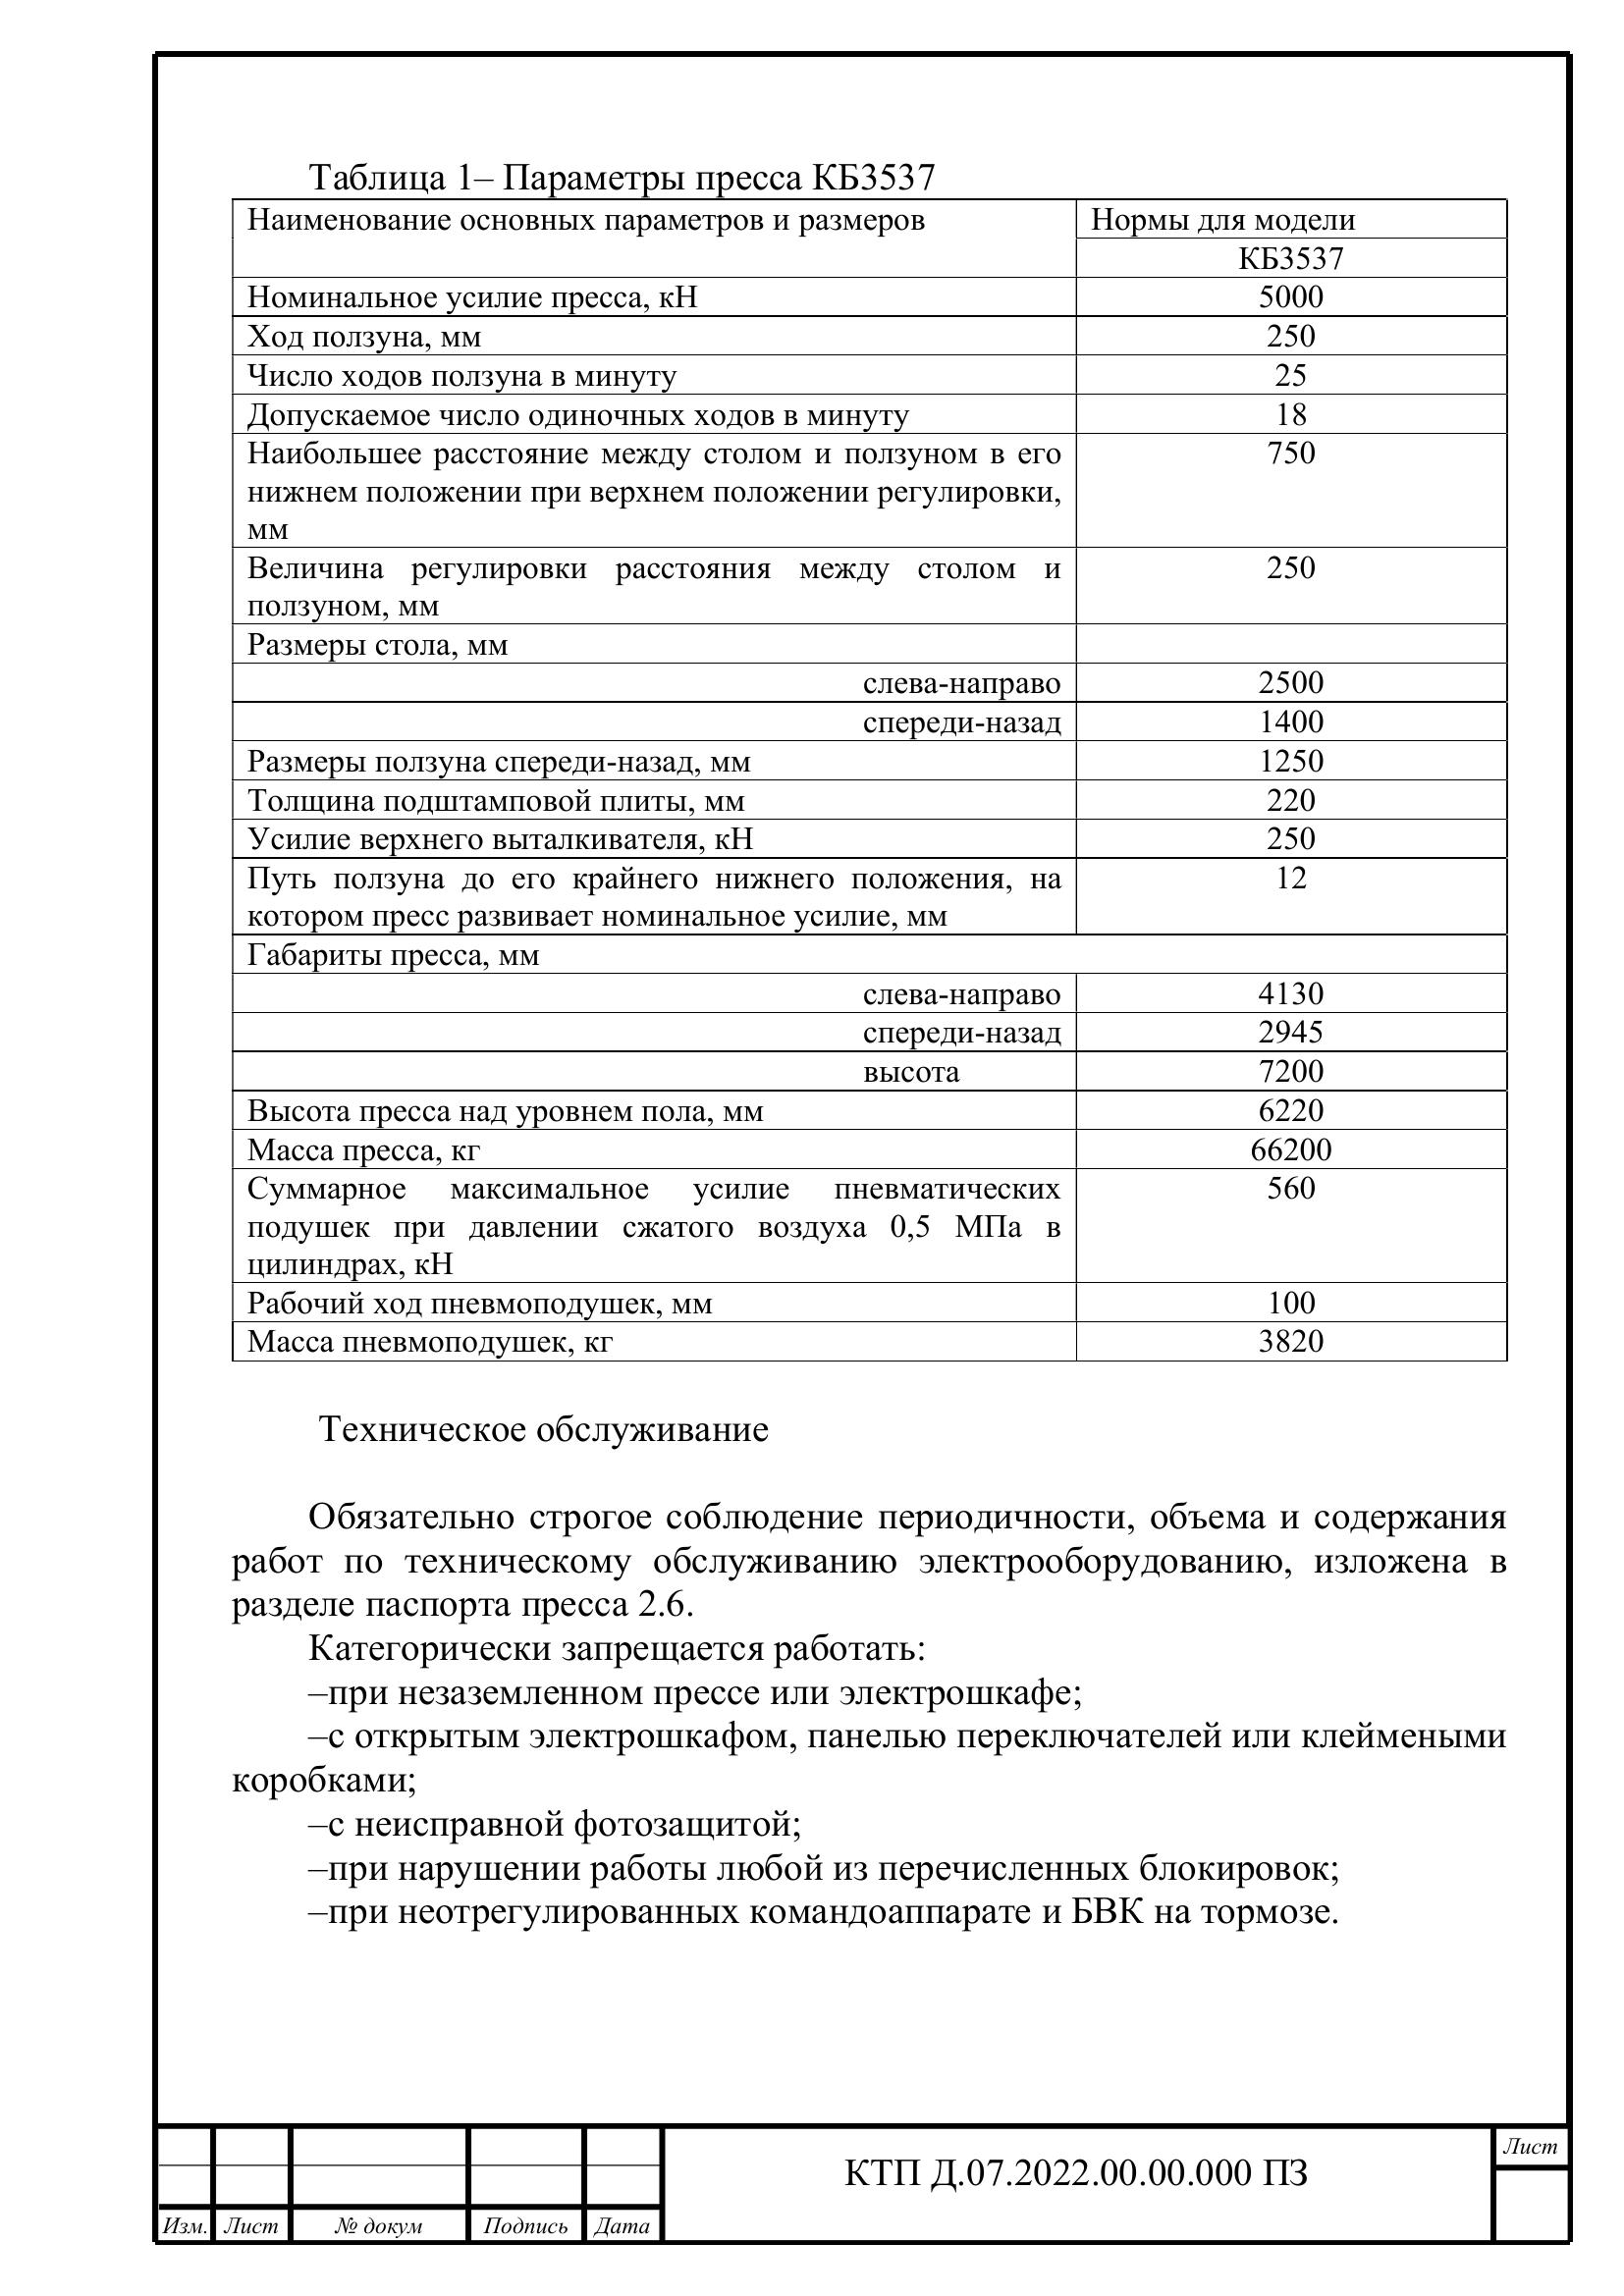 Таблица 1– Параметры пресса КБ3537
Наименование основных параметров и размеров
Нормы для модели
КБ3537
Номинальное усилие пресса, кН
5000
Ход ползуна, мм
250
Число ходов ползуна в минуту
25
Допускаемое число одиночных ходов в минуту
18
Наибольшее расстояние между столом и ползуном в его
нижнем положении при верхнем положении регулировки,
мм
750
Величина регулировки расстояния между столом и
ползуном, мм
250
Размеры стола, мм
слева-направо
2500
спереди-назад
1400
Размеры ползуна спереди-назад, мм
1250
Толщина подштамповой плиты, мм
220
Усилие верхнего выталкивателя, кН
250
Путь ползуна до его крайнего нижнего положения, на
котором пресс развивает номинальное усилие, мм
12
Габариты пресса, мм
слева-направо
4130
спереди-назад
2945
высота
7200
Высота пресса над уровнем пола, мм
6220
Масса пресса, кг
66200
Суммарное максимальное усилие пневматических
подушек при давлении сжатого воздуха 0,5 МПа в
цилиндрах, кН
560
Рабочий ход пневмоподушек, мм
100
Масса пневмоподушек, кг
3820
Техническое обслуживание
Обязательно строгое соблюдение периодичности, объема и содержания
работ по техническому обслуживанию электрооборудованию, изложена в
разделе паспорта пресса 2.6.
Категорически запрещается работать:
–при незаземленном прессе или электрошкафе;
–с открытым электрошкафом, панелью переключателей или клеймеными
коробками;
–с неисправной фотозащитой;
–при нарушении работы любой из перечисленных блокировок;
–при неотрегулированных командоаппарате и БВК на тормозе.
КТП Д.07.2022.00.00.000 ПЗ
Лист
Изм.
Лист
№ докум
Подпись
Дата